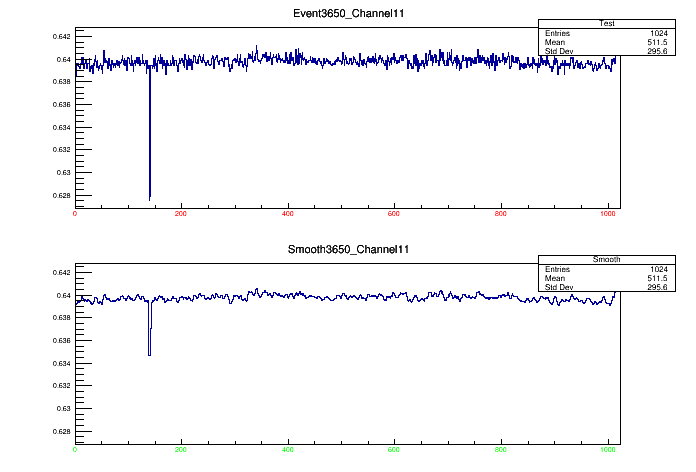 Event3650_Channel11
Test
Entries 1024
Mean 511.5
Std Dev 295.6
0.642
0.64
0.638
0.636
0.634
0.632
0.63
0.628
0 200 400 600 800 1000
Smooth3650_Channel11
Smooth
Entries 1024
Mean 511.5
Std Dev 295.6
0.642
0.64
0.638
0.636
0.634
0.632
0.63
0.628
0 200 400 600 800 1000